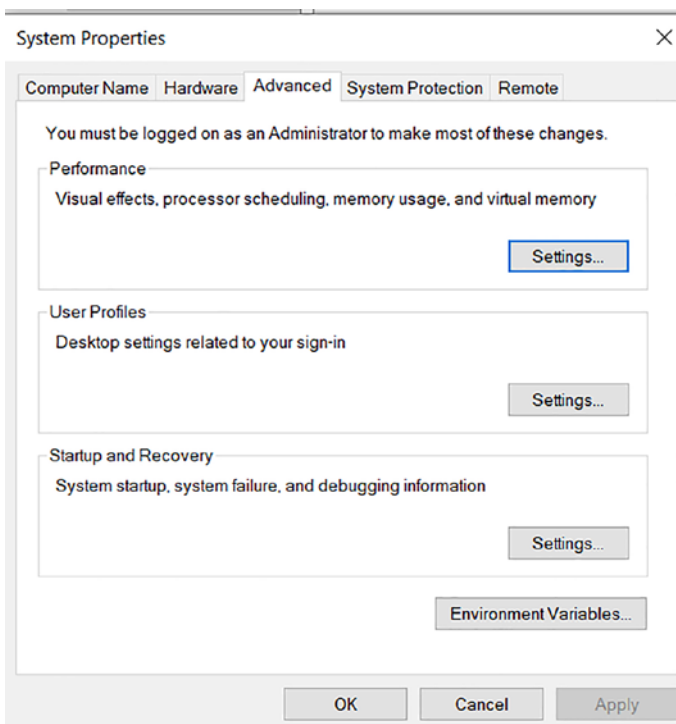 System Properties
Computer Name Hardware Advanced System Protection Remote
You must be logged on as an Administrator to make most of these changes.
Performance
Visual effects, processor scheduling, memory usage, and virtual memory
Settings...
User Profiles
Desktop settings related to your sign-in
Settings...
Startup and Recovery
System startup, system failure, and debugging information
Settings...
Environment Variables...
OK Cancel Apply